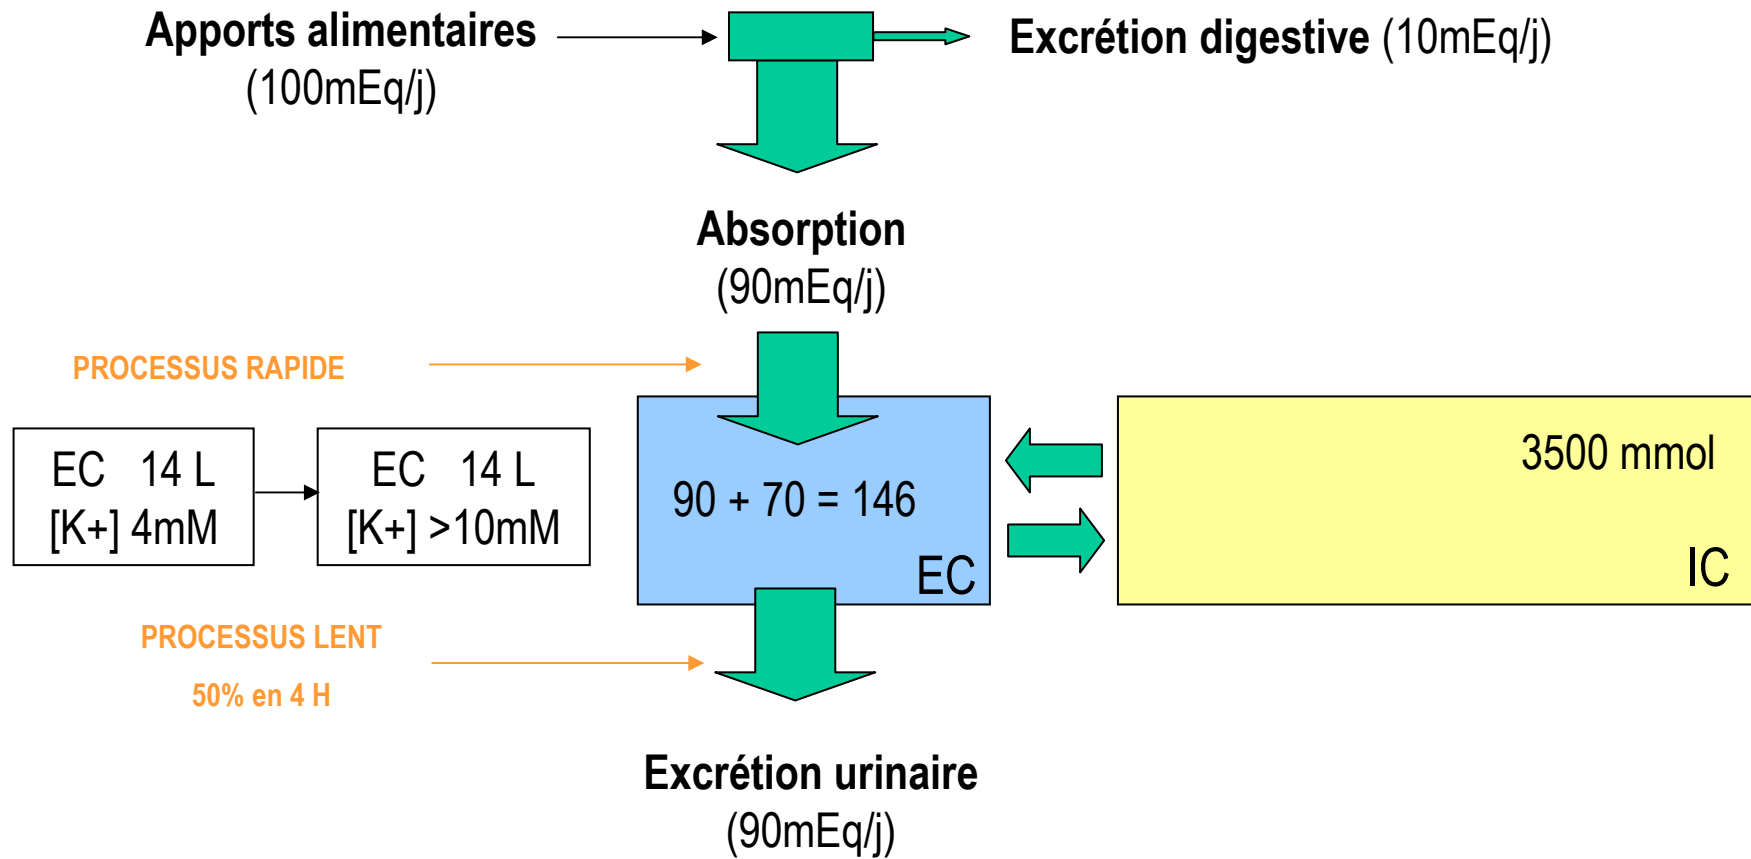 Apports alimentaires
(100mEq/j)
Excrétion digestive (10mEq/j)
Absorption
(90mEq/j)
PROCESSUS RAPIDE
EC 14 L
[K+] 4mM
EC 14 L
[K+] >10mM
90 + 70 = 146
EC
3500 mmol
IC
PROCESSUS LENT
50% en 4 H
Excrétion urinaire
(90mEq/j)